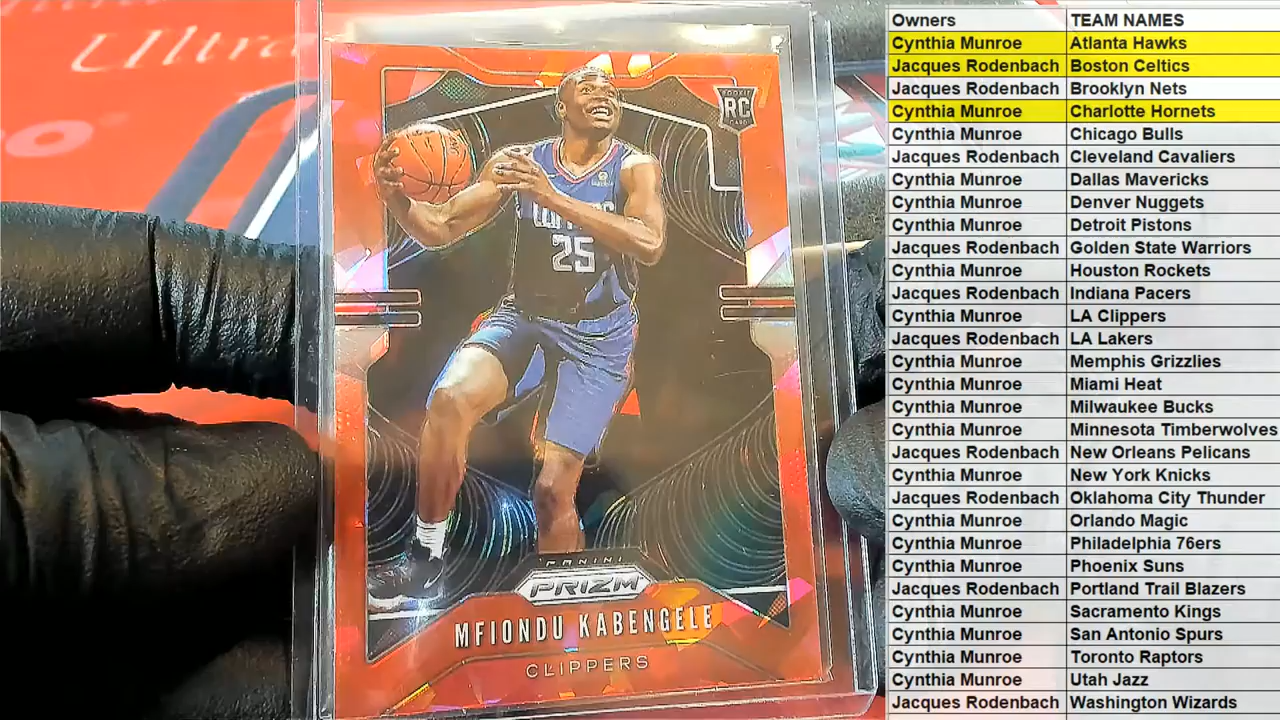 Ultra
ROOKIE
RC
CARD
25
PANINI
PRIZM
MFIONDU KABENGELE
CLIPPERS
Owners TEAM NAMES
Cynthia Munroe Atlanta Hawks
Jacques Rodenbach Boston Celtics
Jacques Rodenbach Brooklyn Nets
Cynthia Munroe Charlotte Hornets
Cynthia Munroe Chicago Bulls
Jacques Rodenbach Cleveland Cavaliers
Cynthia Munroe Dallas Mavericks
Cynthia Munroe Denver Nuggets
Cynthia Munroe Detroit Pistons
Jacques Rodenbach Golden State Warriors
Cynthia Munroe Houston Rockets
Jacques Rodenbach Indiana Pacers
Cynthia Munroe LA Clippers
Jacques Rodenbach LA Lakers
Cynthia Munroe Memphis Grizzlies
Cynthia Munroe Miami Heat
Cynthia Munroe Milwaukee Bucks
Cynthia Munroe Minnesota Timberwolves
Jacques Rodenbach New Orleans Pelicans
Cynthia Munroe New York Knicks
Jacques Rodenbach Oklahoma City Thunder
Cynthia Munroe Orlando Magic
Cynthia Munroe Philadelphia 76ers
Cynthia Munroe Phoenix Suns
Jacques Rodenbach Portland Trail Blazers
Cynthia Munroe Sacramento Kings
Cynthia Munroe San Antonio Spurs
Cynthia Munroe Toronto Raptors
Cynthia Munroe Utah Jazz
Jacques Rodenbach Washington Wizards